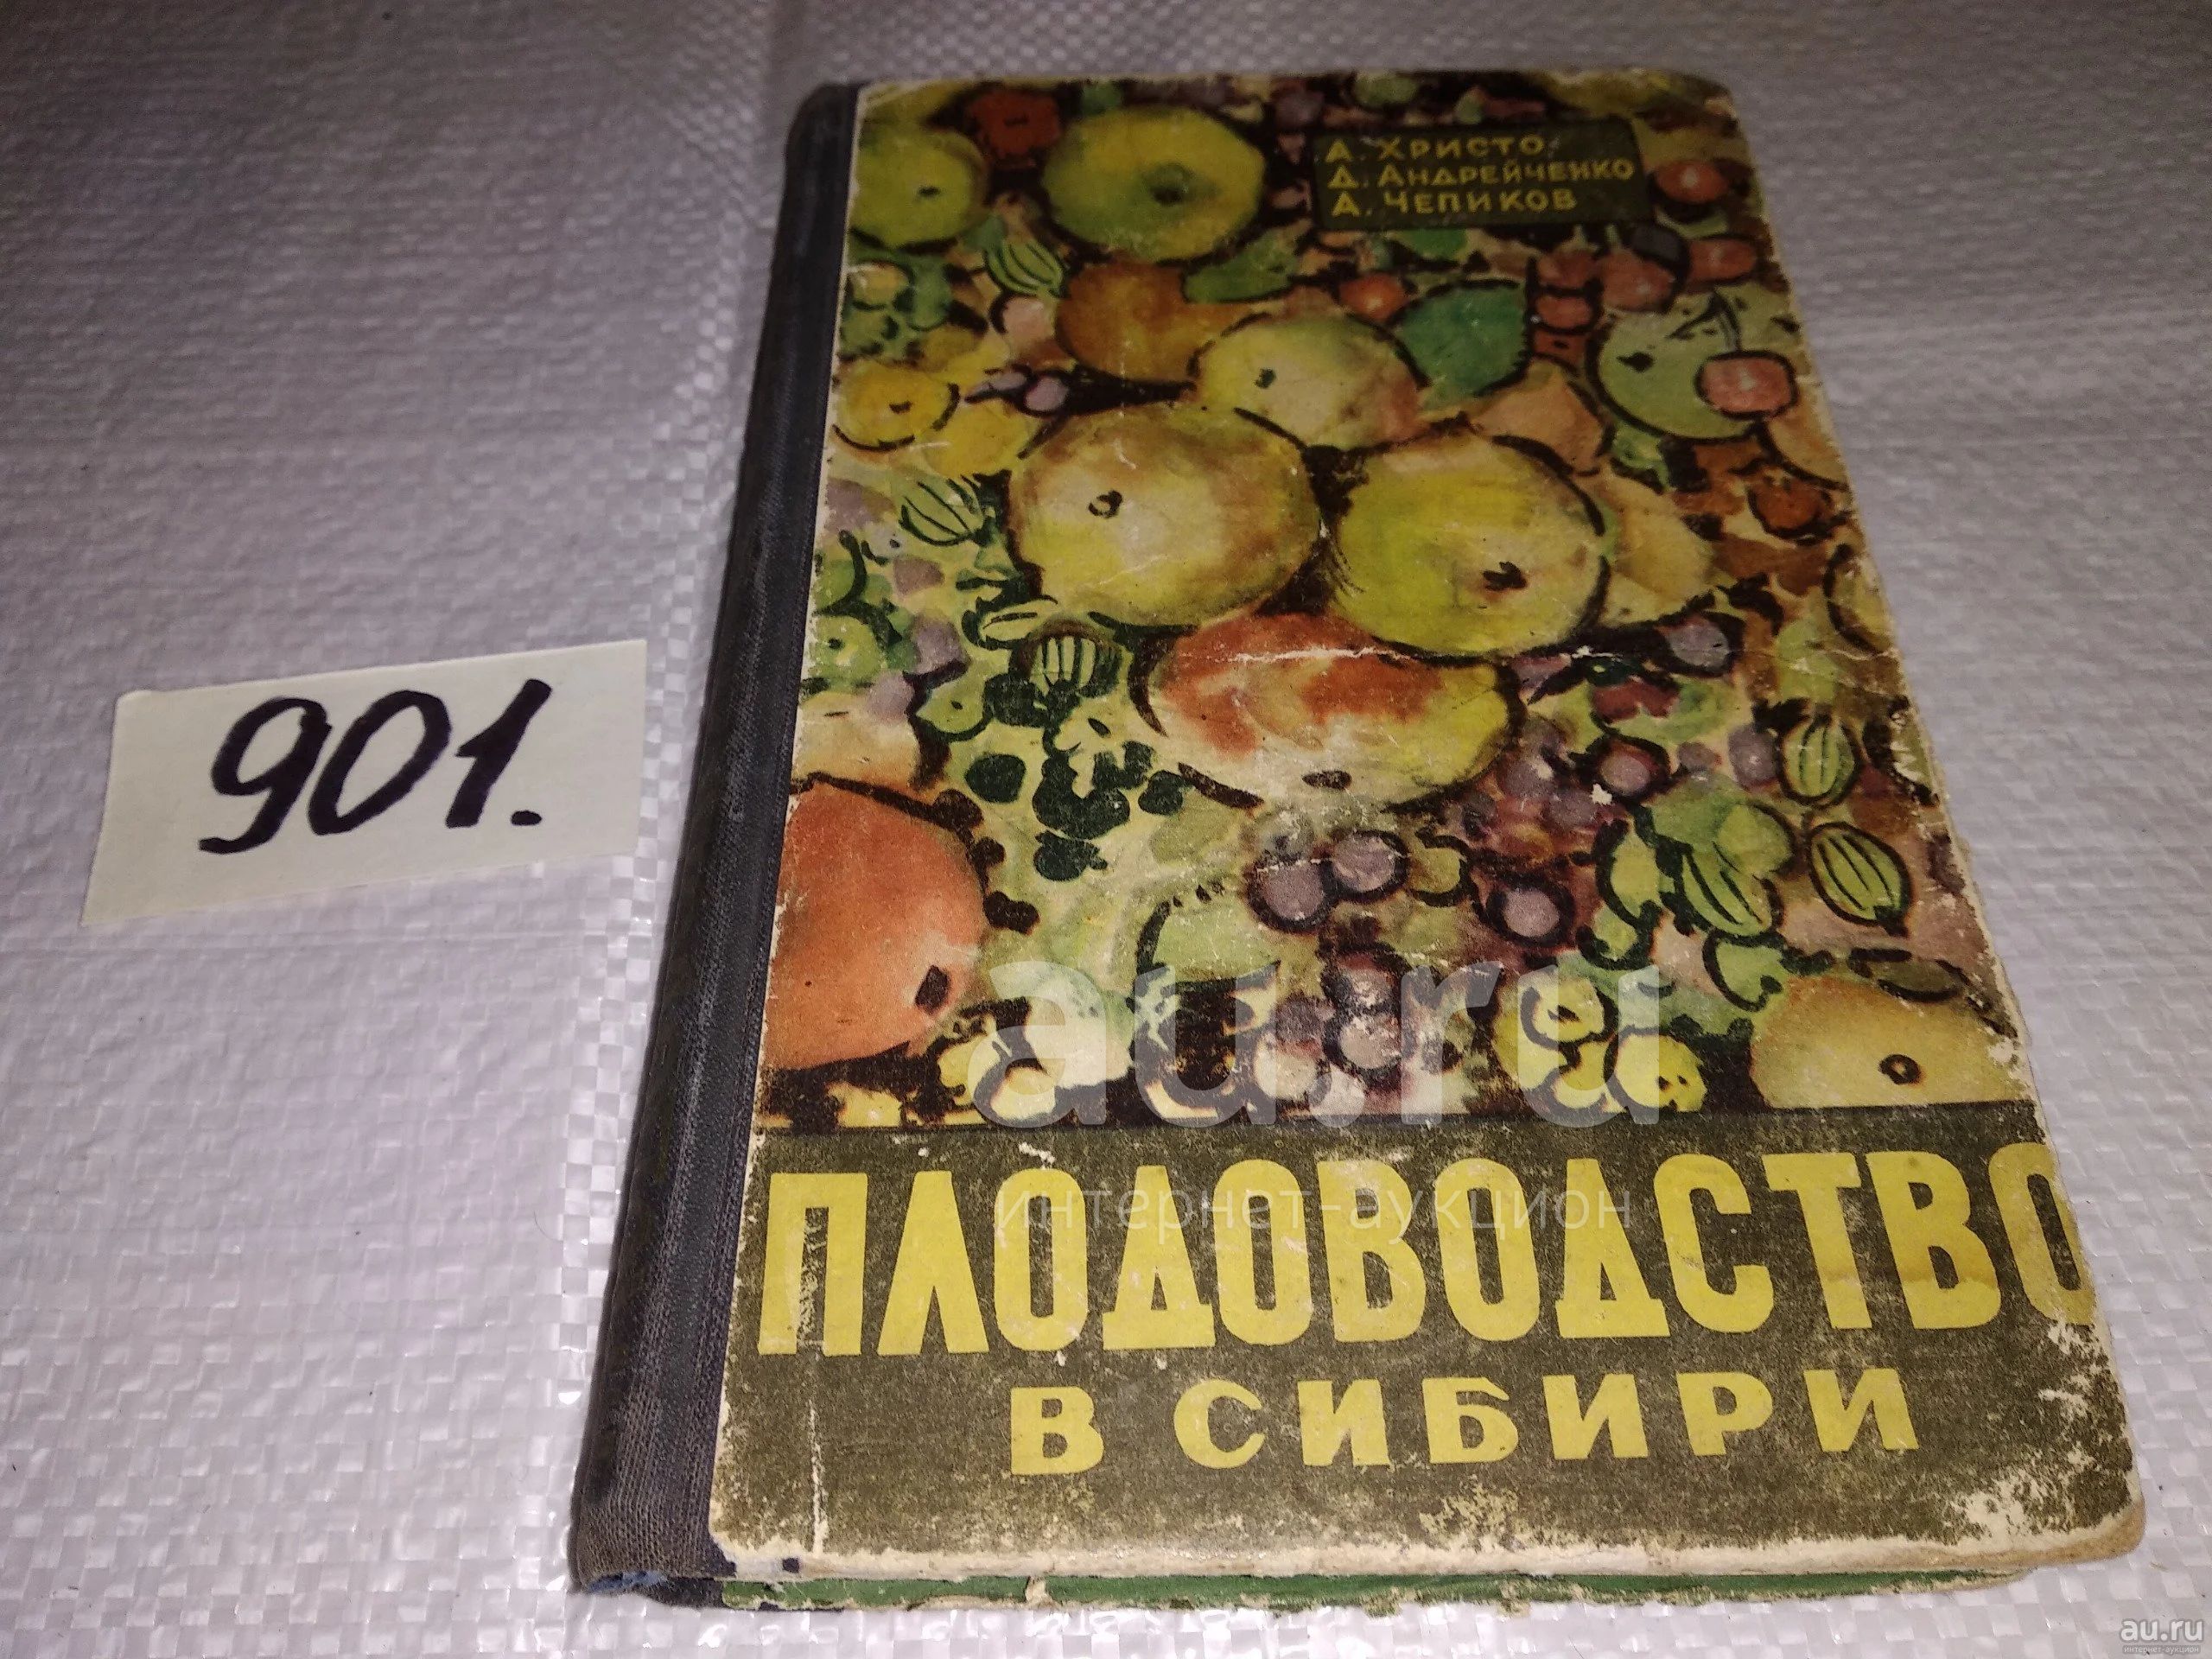 А. Христо
Д. Андрейченко
А. Чепиков
901.
au.ru
интернет-аукцион
ПЛОДОВОДСТВО
В СИБИРИ
au.ru
интернет-аукцион